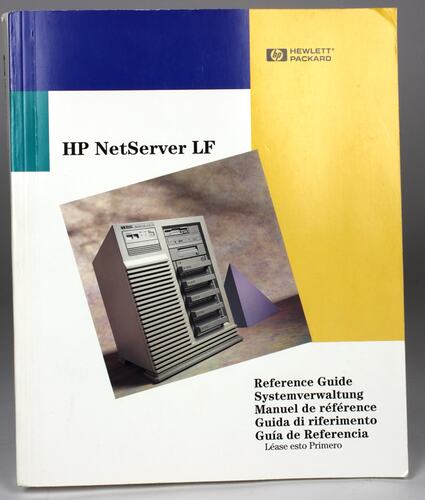 hp HEWLETT®
PACKARD
HP NetServer LF
Reference Guide
Systemverwaltung
Manuel de référence
Guida di riferimento
Guía de Referencia
Léase esto Primero